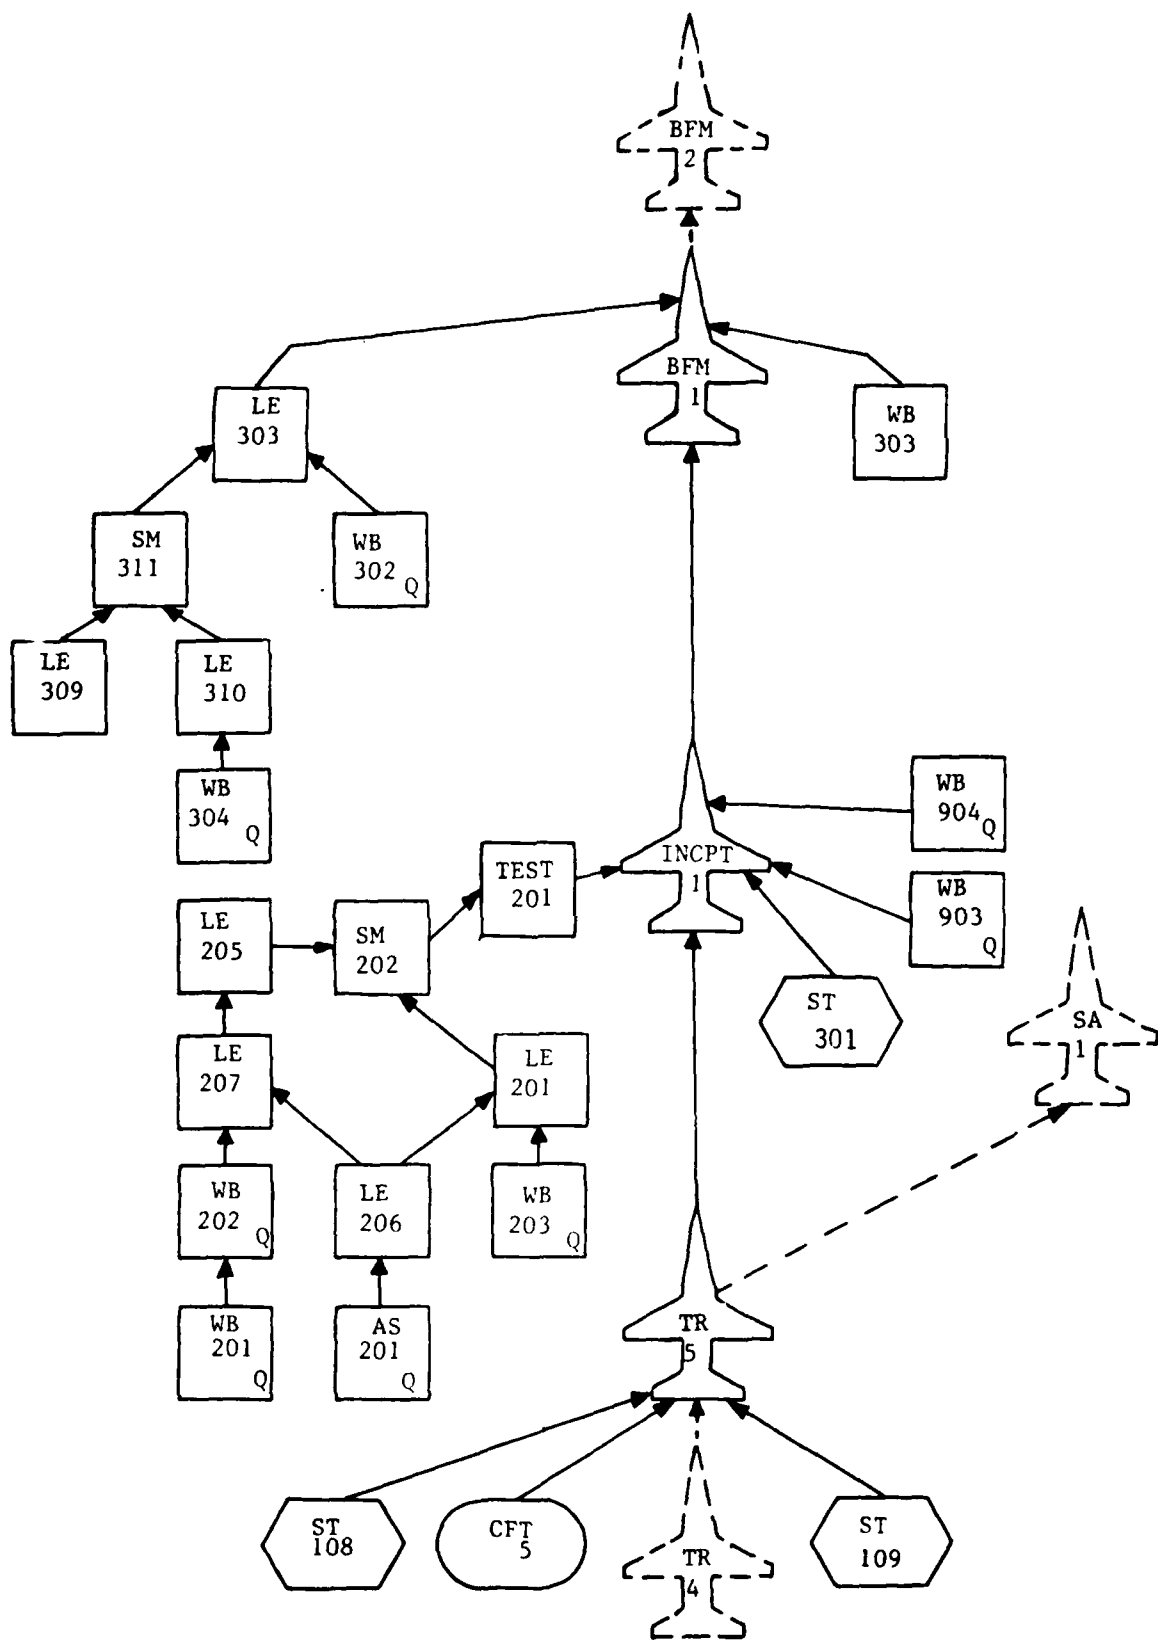 BFM
2
BFM
1
LE
303
WB
303
SM
311
WB
302
Q
LE
309
LE
310
WB
304
Q
WB
904
Q
TEST
201
INCPT
1
WB
903
Q
LE
205
SM
202
ST
301
SA
1
LE
207
LE
201
WB
202
Q
LE
206
WB
203
Q
WB
201
Q
AS
201
Q
TR
5
ST
108
CFT
5
TR
4
ST
109